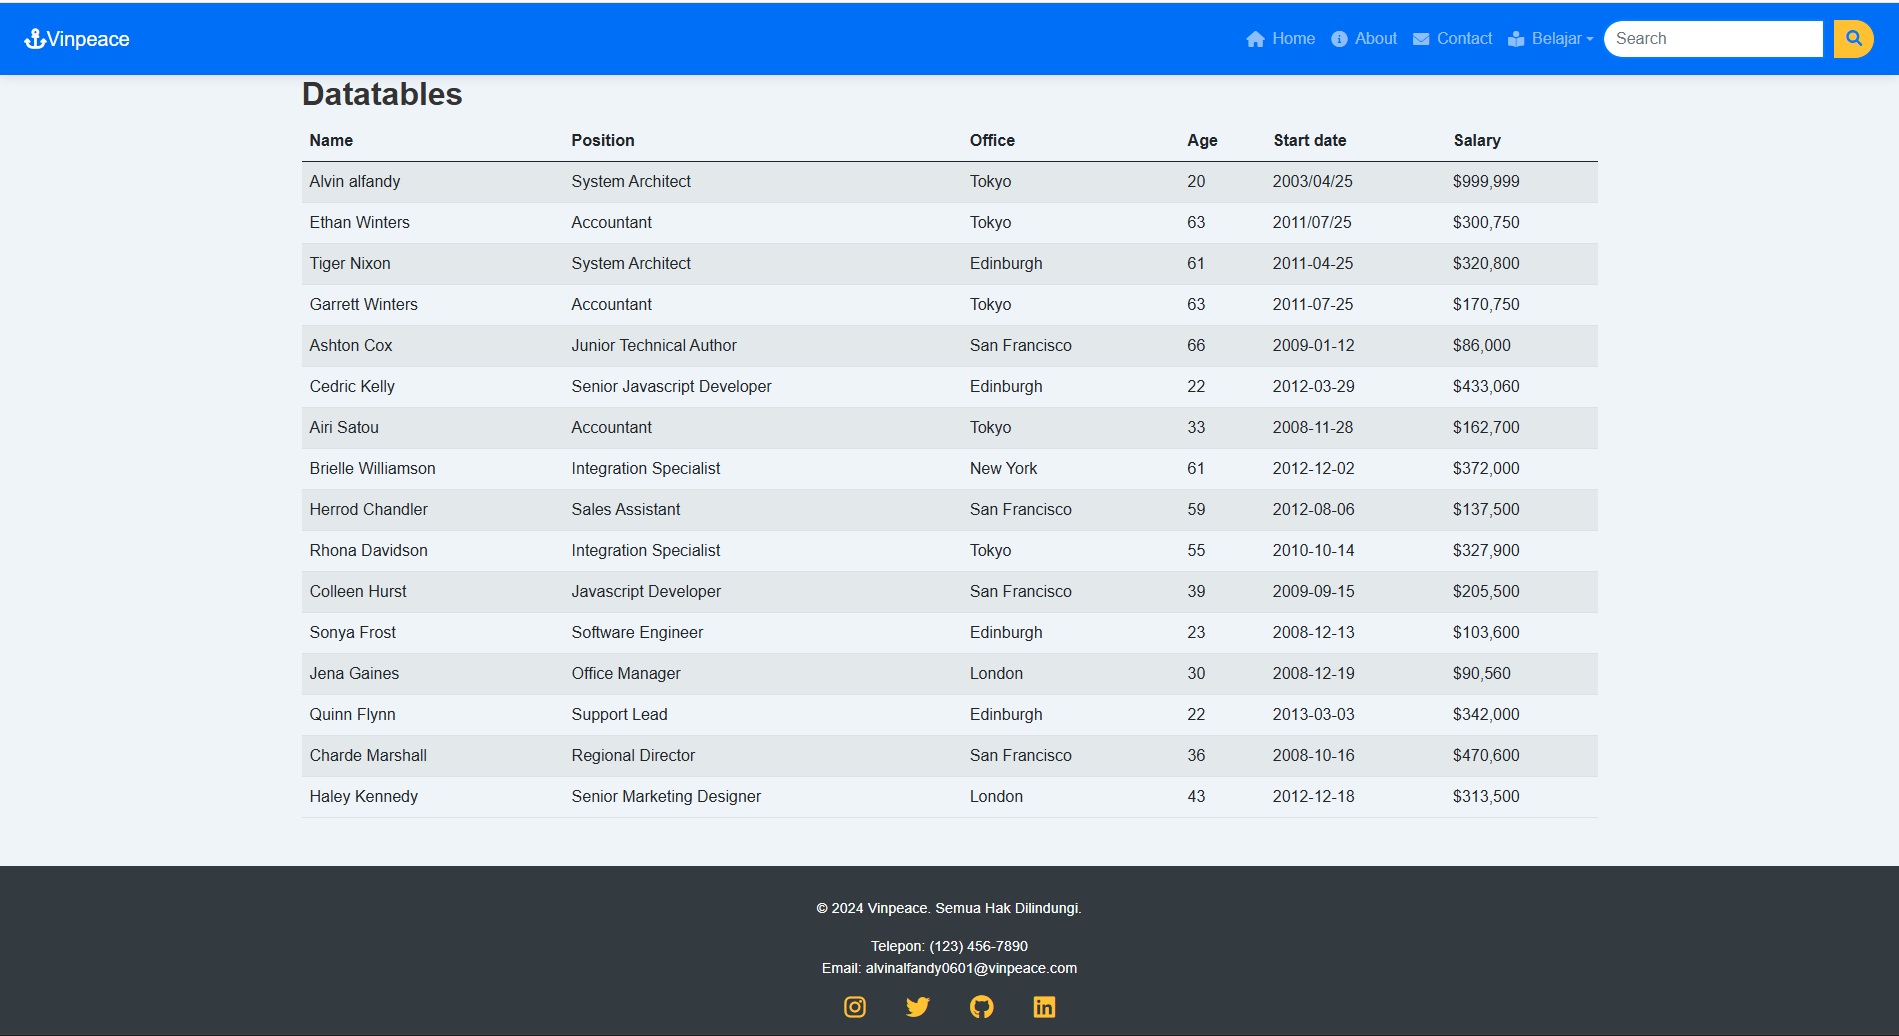 Vinpeace Home About Contact Belajar Search
Datatables
Name Position Office Age Start date Salary
Alvin alfandy System Architect Tokyo 20 2003/04/25 $999,999
Ethan Winters Accountant Tokyo 63 2011/07/25 $300,750
Tiger Nixon System Architect Edinburgh 61 2011-04-25 $320,800
Garrett Winters Accountant Tokyo 63 2011-07-25 $170,750
Ashton Cox Junior Technical Author San Francisco 66 2009-01-12 $86,000
Cedric Kelly Senior Javascript Developer Edinburgh 22 2012-03-29 $433,060
Airi Satou Accountant Tokyo 33 2008-11-28 $162,700
Brielle Williamson Integration Specialist New York 61 2012-12-02 $372,000
Herrod Chandler Sales Assistant San Francisco 59 2012-08-06 $137,500
Rhona Davidson Integration Specialist Tokyo 55 2010-10-14 $327,900
Colleen Hurst Javascript Developer San Francisco 39 2009-09-15 $205,500
Sonya Frost Software Engineer Edinburgh 23 2008-12-13 $103,600
Jena Gaines Office Manager London 30 2008-12-19 $90,560
Quinn Flynn Support Lead Edinburgh 22 2013-03-03 $342,000
Charde Marshall Regional Director San Francisco 36 2008-10-16 $470,600
Haley Kennedy Senior Marketing Designer London 43 2012-12-18 $313,500
© 2024 Vinpeace. Semua Hak Dilindungi.
Telepon: (123) 456-7890
Email: alvinalfandy0601@vinpeace.com